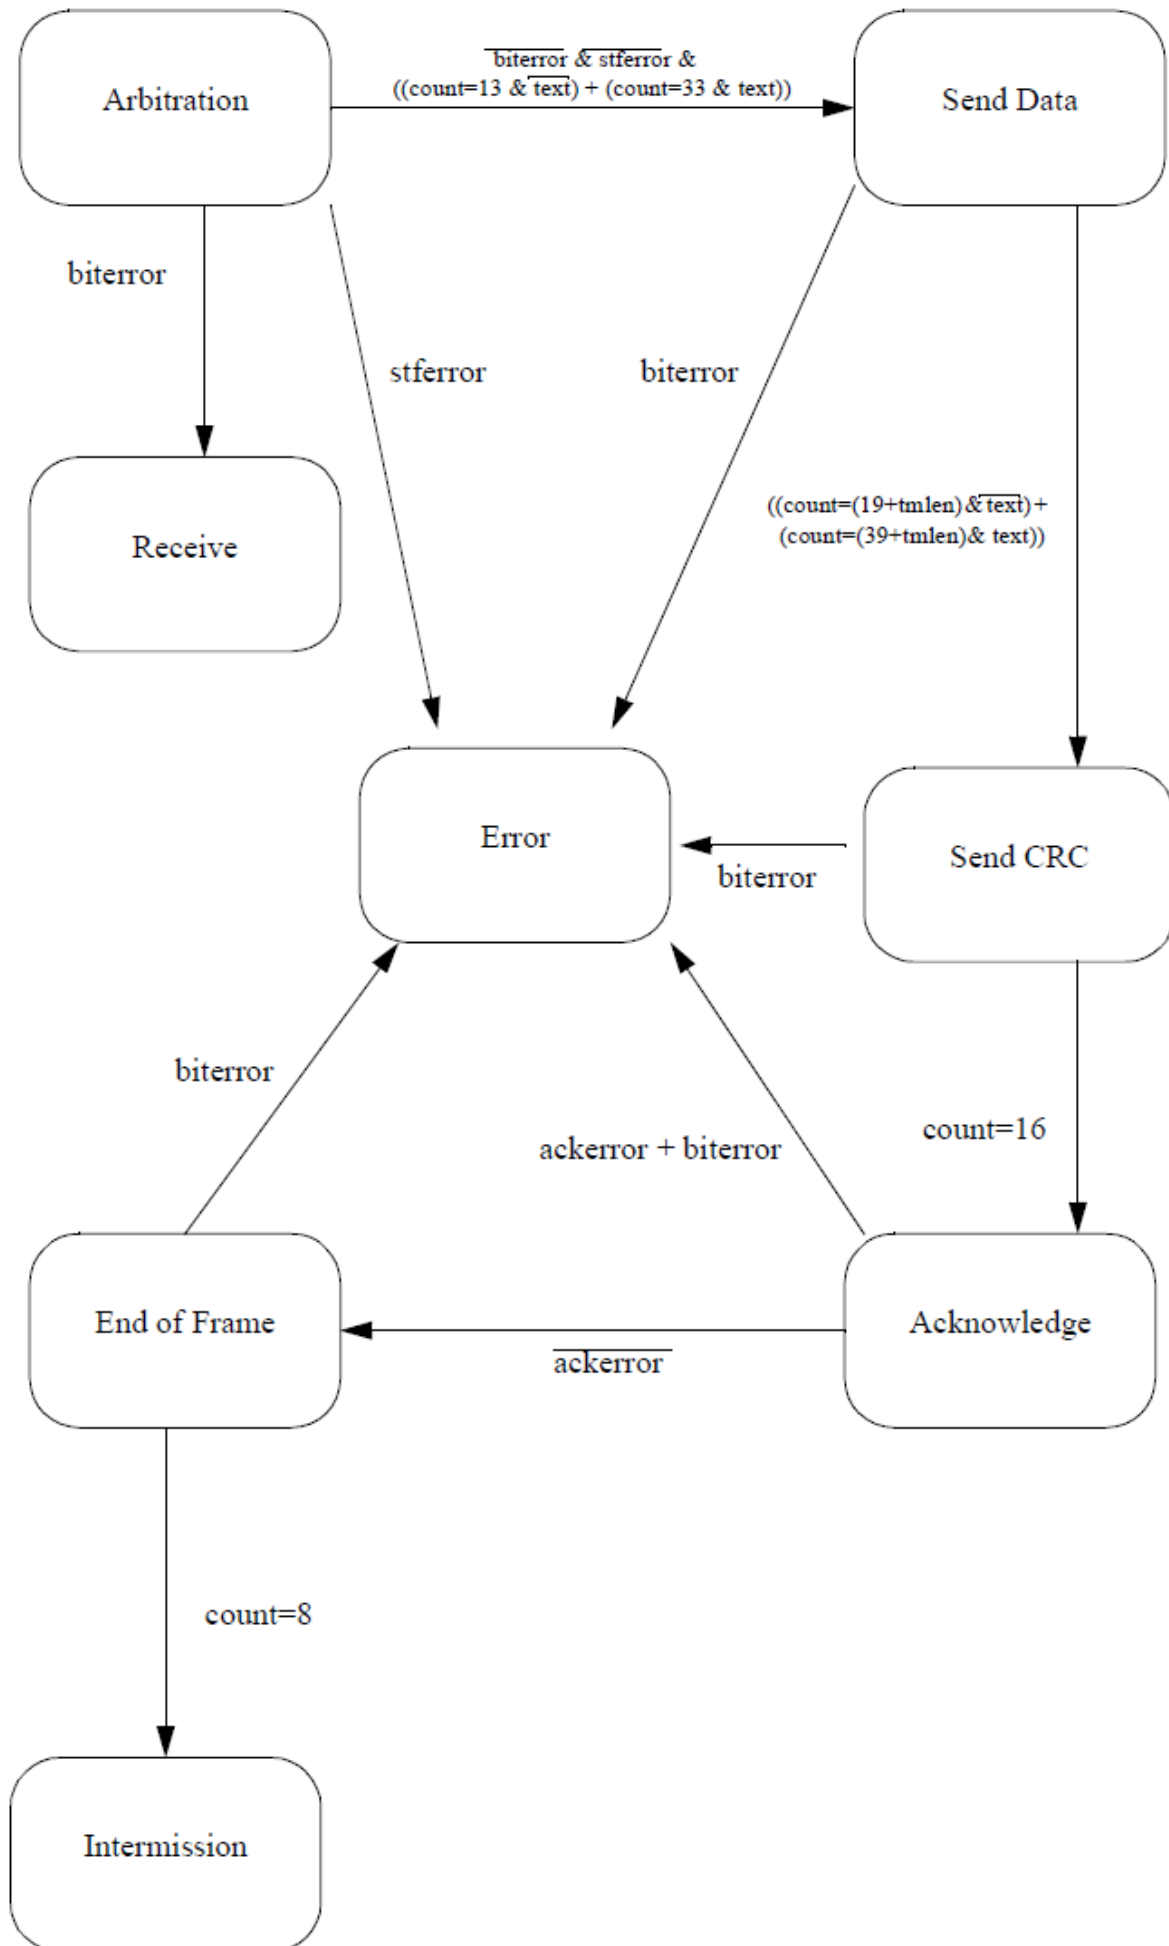 biterror & stferror &
((count=13 & text) + (count=33 & text))
Arbitration
Send Data
biterror
stferror
biterror
((count=(19+tmlen)& text)+
(count=(39+tmlen)& text))
Receive
Error
Send CRC
biterror
biterror
ackerror + biterror
count=16
End of Frame
Acknowledge
ackerror
count=8
Intermission